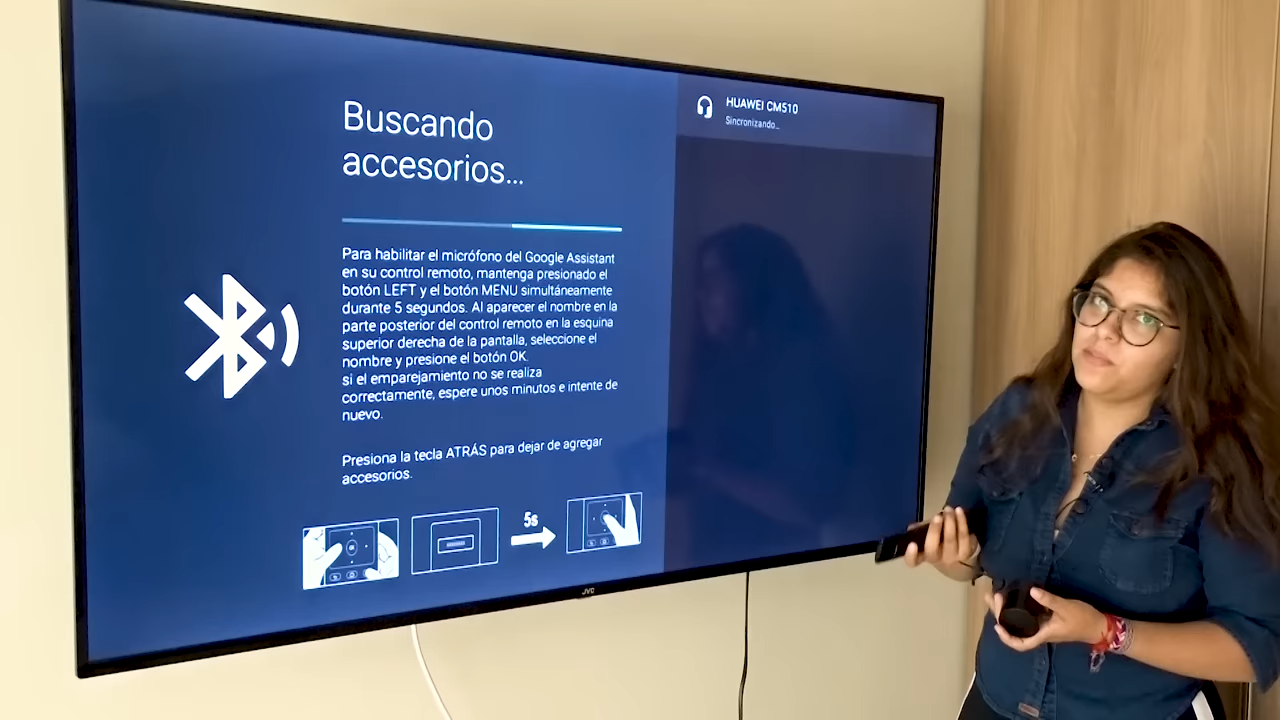 Buscando
accesorios...
Para habilitar el micrófono del Google Assistant
en su control remoto, mantenga presionado el
botón LEFT y el botón MENU simultáneamente
durante 5 segundos. Al aparecer el nombre en la
parte posterior del control remoto en la esquina
superior derecha de la pantalla, seleccione el
nombre y presione el botón OK.
si el emparejamiento no se realiza
correctamente, espere unos minutos e intente de
nuevo.
Presiona la tecla ATRÁS para dejar de agregar
accesorios.
5s
HUAWEI CM510
Sincronizando...
JVC